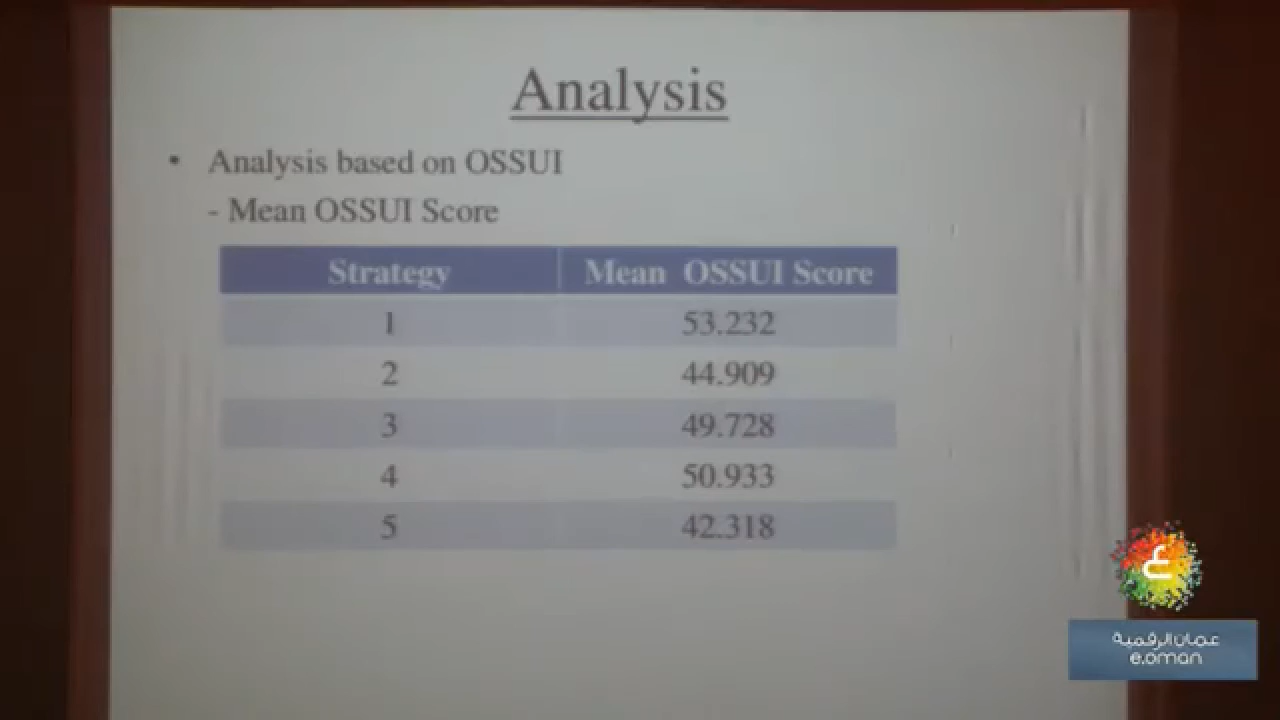 Analysis
• Analysis based on OSSUI
- Mean OSSUI Score
Strategy Mean OSSUI Score
1 53.232
2 44.909
3 49.728
4 50.933
5 42.318
ع
عمان الرقمية
e.oman